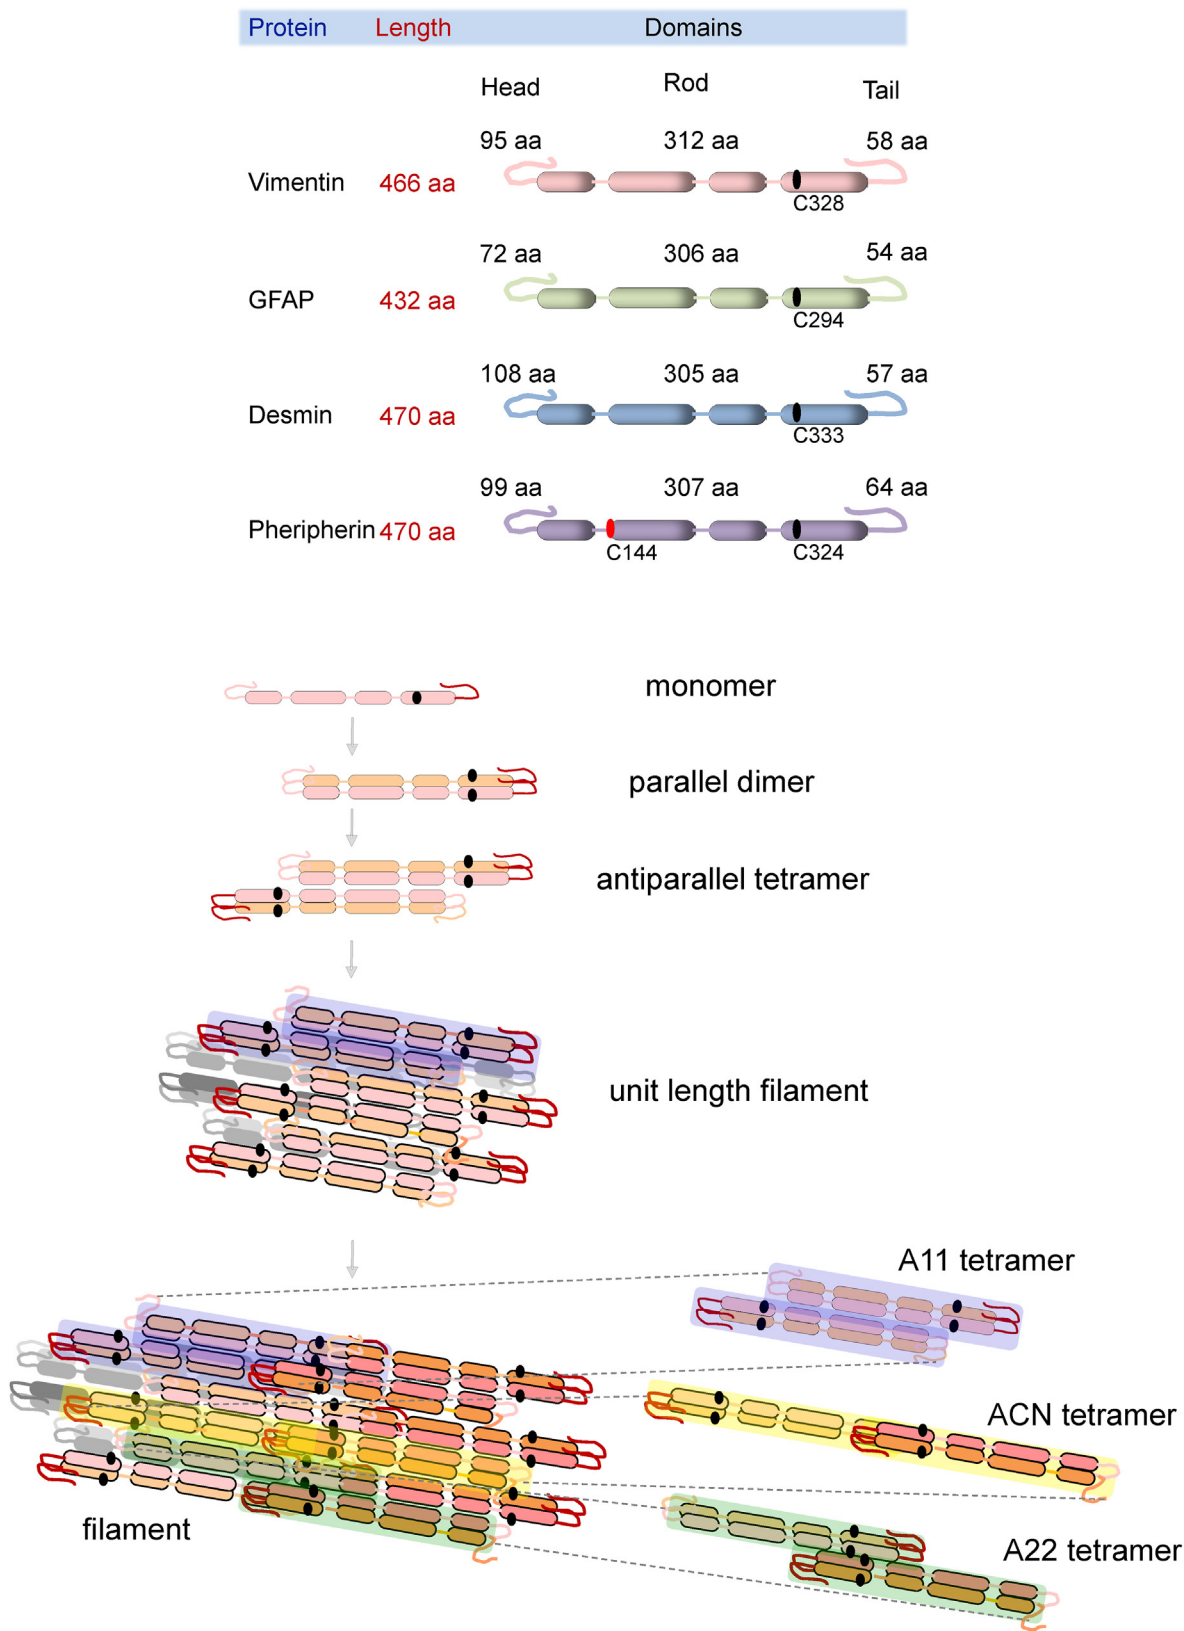 Protein Length Domains
Head Rod Tail
95 aa 312 aa 58 aa
Vimentin 466 aa
C328
72 aa 306 aa 54 aa
GFAP 432 aa
C294
108 aa 305 aa 57 aa
Desmin 470 aa
C333
99 aa 307 aa 64 aa
Pheripherin 470 aa
C144 C324
monomer
parallel dimer
antiparallel tetramer
unit length filament
A11 tetramer
ACN tetramer
filament
A22 tetramer